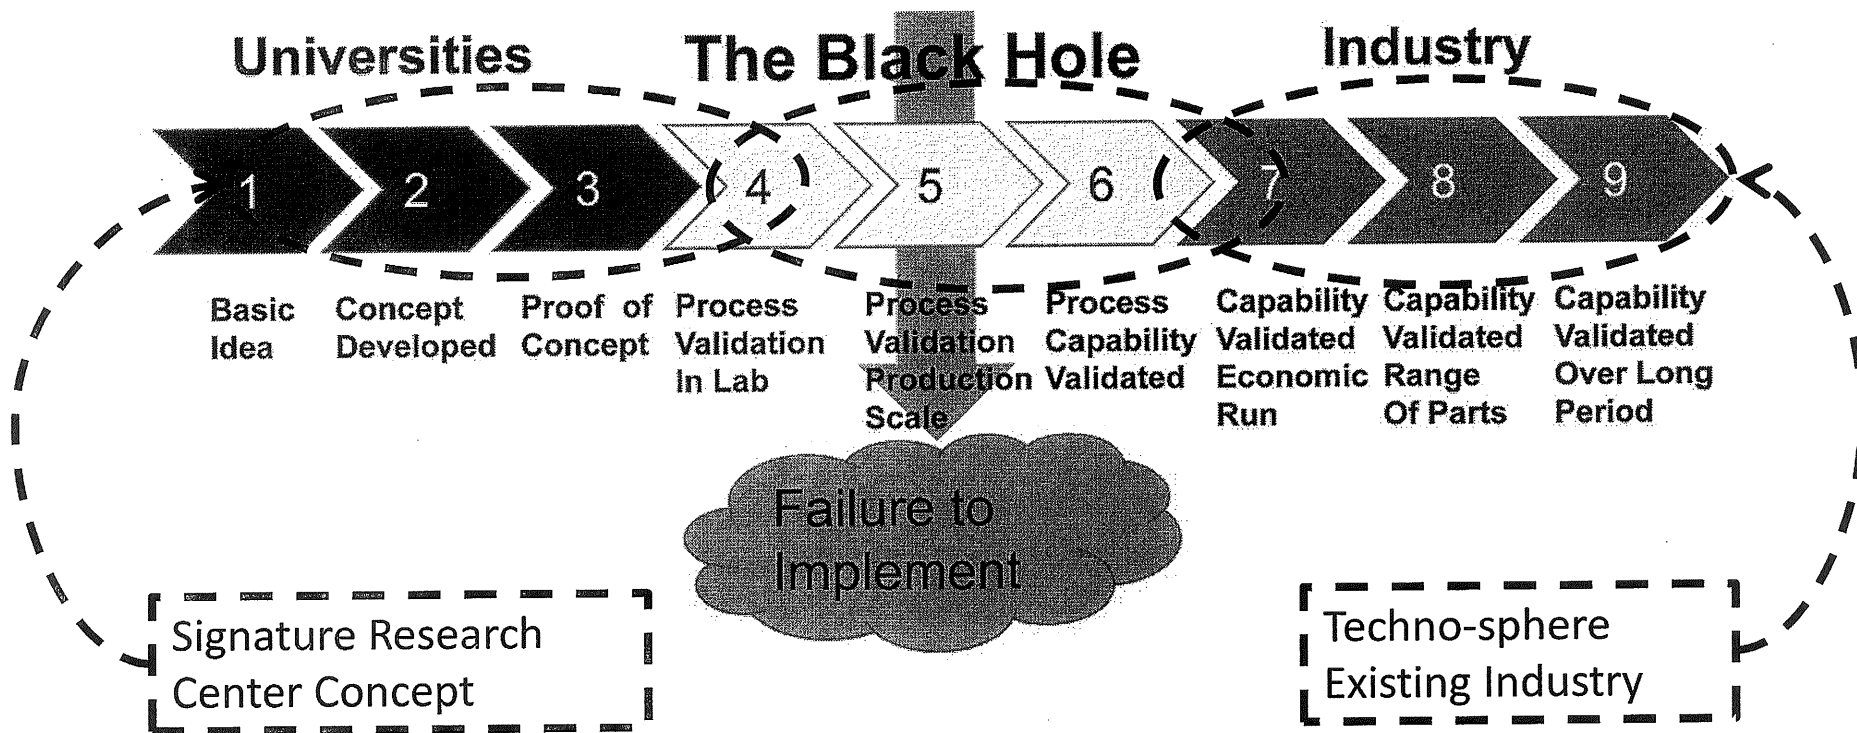 Universities
The Black Hole
Industry
1
2
3
4
5
6
7
8
9
Basic
Idea
Concept
Developed
Proof of
Concept
Process
Validation
In Lab
Process
Validation
Production
Scale
Process
Capability
Validated
Capability
Validated
Economic
Run
Capability
Validated
Range
Of Parts
Capability
Validated
Over Long
Period
Failure to
Implement
Signature Research
Center Concept
Techno-sphere
Existing Industry